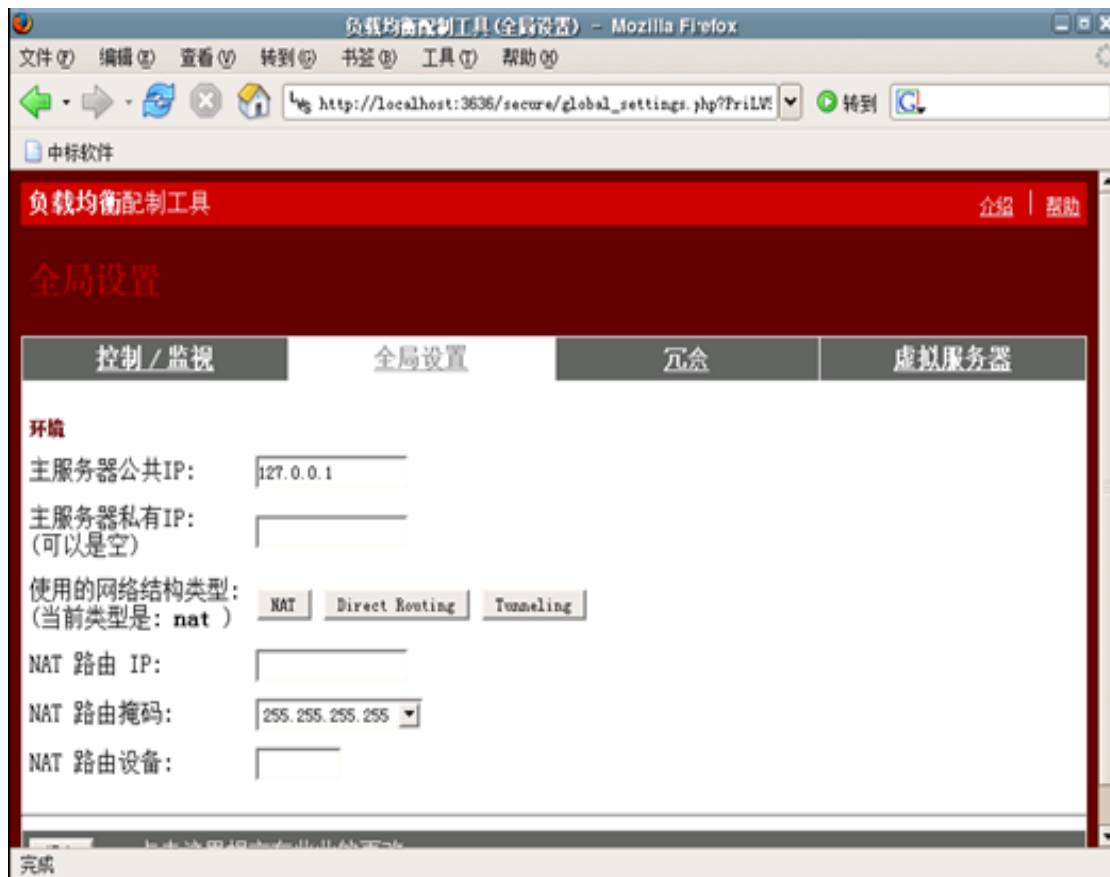 负载均衡配制工具(全局设置) - Mozilla Firefox
文件(F) 编辑(E) 查看(V) 转到(G) 书签(B) 工具(T) 帮助(H)
http://localhost:3636/secure/global_settings.php?PriLVS 转到 G
中标软件
负载均衡配制工具 介绍 | 帮助
全局设置
控制/监视 全局设置 冗余 虚拟服务器
环境
主服务器公共IP: 127.0.0.1
主服务器私有IP:
(可以是空)
使用的网络结构类型:
(当前类型是: nat ) NAT Direct Routing Tunneling
NAT 路由 IP:
NAT 路由掩码: 255.255.255.255
NAT 路由设备:
完成